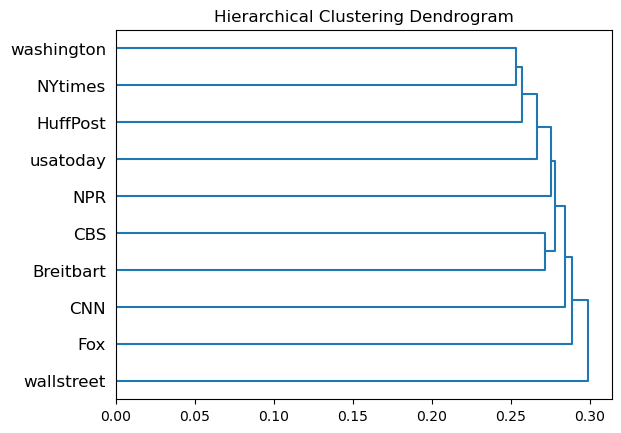 Hierarchical Clustering Dendrogram
washington
NYtimes
HuffPost
usatoday
NPR
CBS
Breitbart
CNN
Fox
wallstreet
0.00 0.05 0.10 0.15 0.20 0.25 0.30